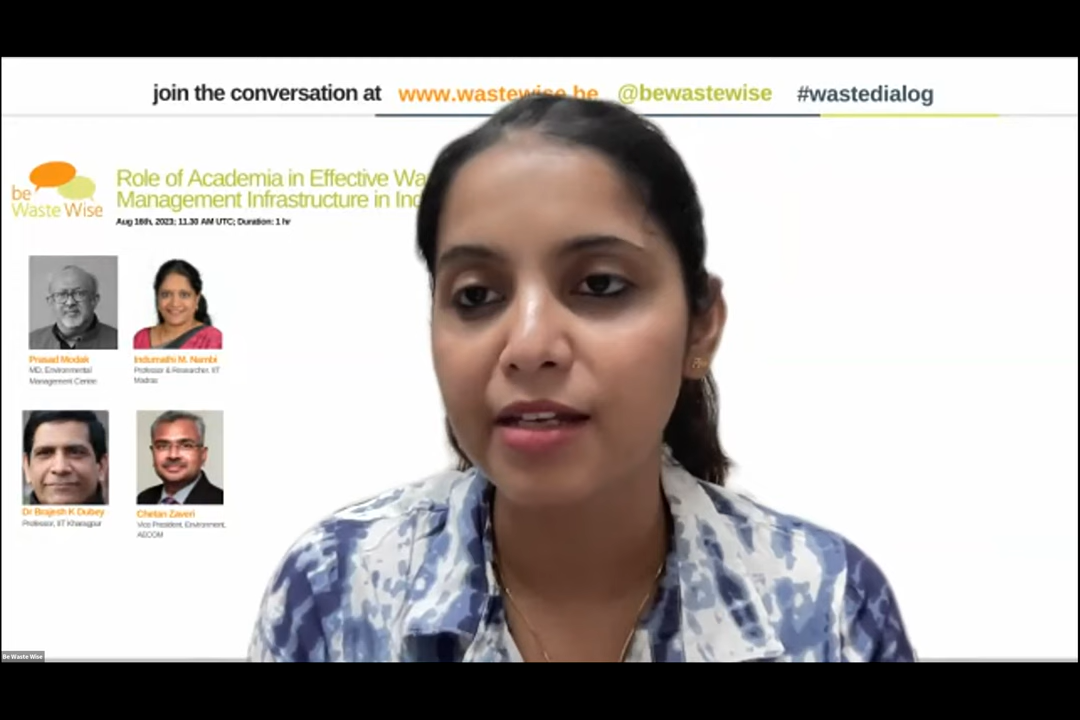 join the conversation at www.wastewise.be @bewastewise #wastedialog
be
Waste Wise
Role of Academia in Effective Wa
Management Infrastructure in Ind
Aug 16th, 2023; 11.30 AM UTC; Duration: 1 hr
Prasad Modak
MD, Environmental
Management Centre
Indumathi M. Nambi
Professor & Researcher, IIT
Madras
Dr Brajesh K Dubey
Professor, IIT Kharagpur
Chetan Zaveri
Vice President, Environment,
AECOM
Be Waste Wise